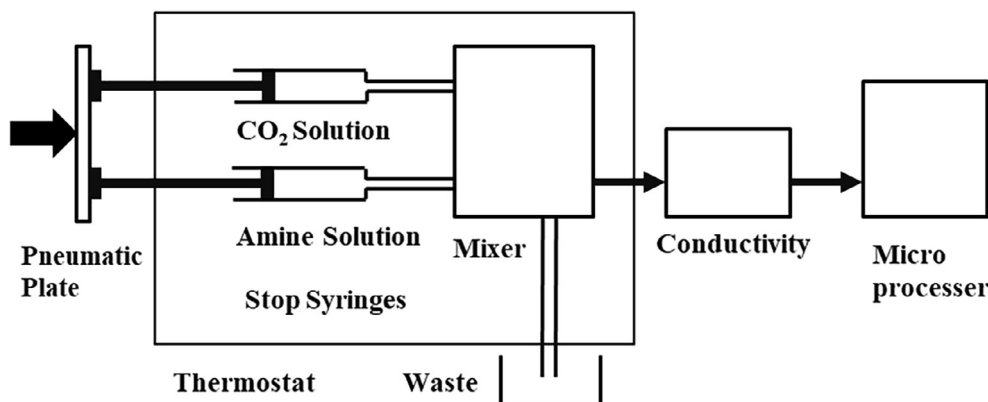 CO₂ Solution
Amine Solution
Pneumatic
Plate
Mixer
Conductivity
Micro
processer
Stop Syringes
Thermostat
Waste